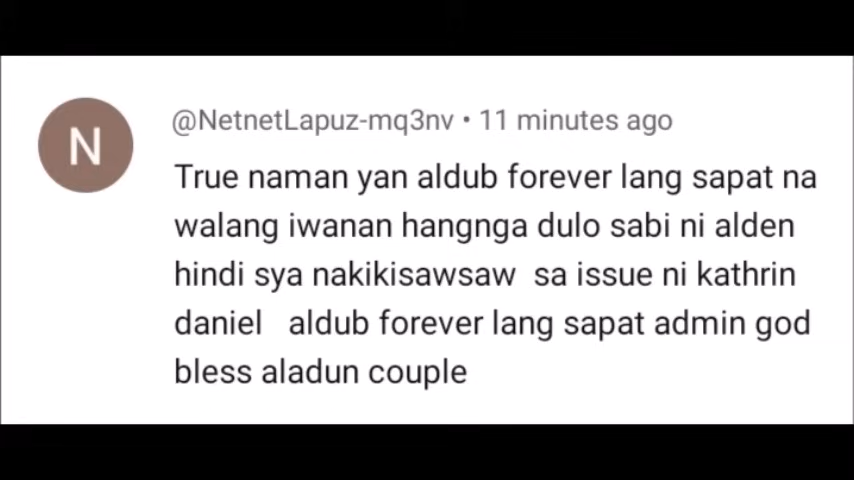 N
@NetnetLapuz-mq3nv • 11 minutes ago
True naman yan aldub forever lang sapat na
walang iwanan hangnga dulo sabi ni alden
hindi sya nakikisawsaw  sa issue ni kathrin
daniel   aldub forever lang sapat admin god
bless aladun couple